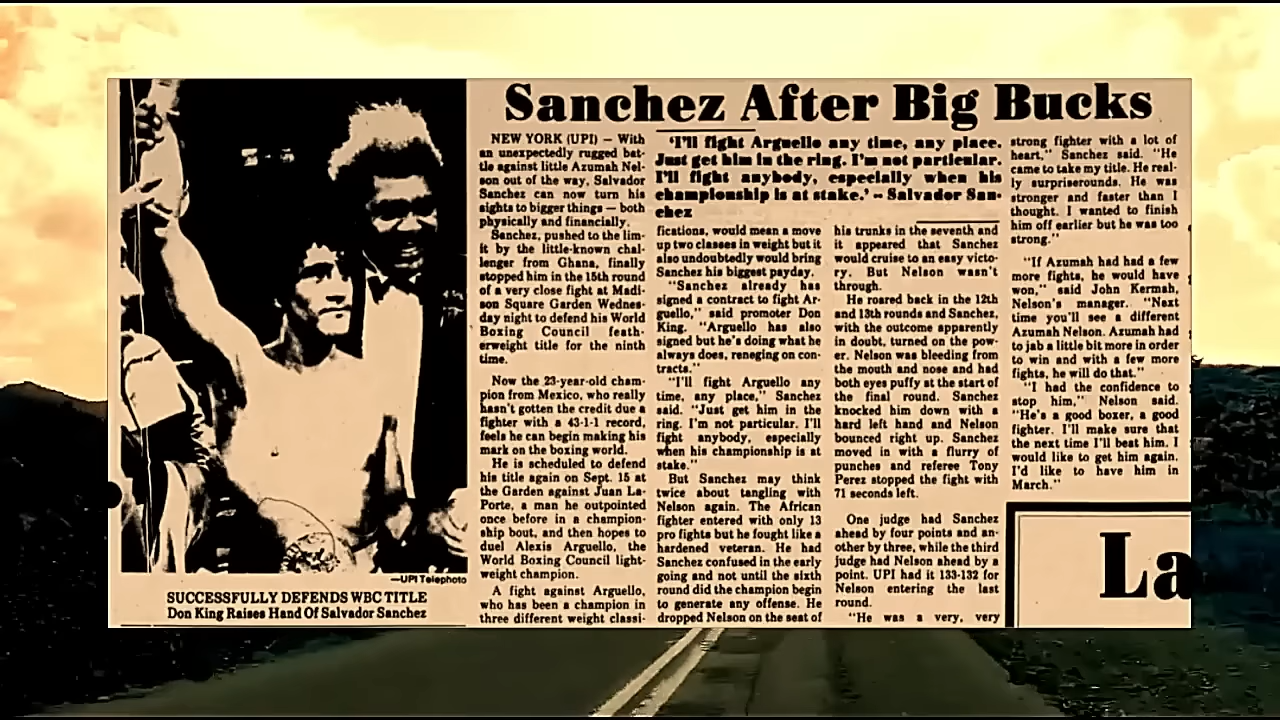 Sanchez After Big Bucks
NEW YORK (UPI) — With
an unexpectedly rugged bat-
tle against little Azumah Nel-
son out of the way, Salvador
Sanchez can now turn his
sights to bigger things — both
physically and financially.
Sanchez, pushed to the lim-
it by the little-known chal-
lenger from Ghana, finally
stopped him in the 15th round
of a very close fight at Madi-
son Square Garden Wednes-
day night to defend his World
Boxing Council feath-
erweight title for the ninth
time.
Now the 23-year-old cham-
pion from Mexico, who really
hasn't gotten the credit due a
fighter with a 43-1-1 record,
feels he can begin making his
mark on the boxing world.
He is scheduled to defend
his title again on Sept. 15 at
the Garden against Juan La-
Porte, a man he outpointed
once before in a champion-
ship bout, and then hopes to
duel Alexis Arguello, the
World Boxing Council light-
weight champion.
A fight against Arguello,
who has been a champion in
three different weight classi-
'I'll fight Arguello any time, any place.
Just get him in the ring. I'm not particular.
I'll fight anybody, especially when his
championship is at stake.' — Salvador San-
chez
fications, would mean a move
up two classes in weight but it
also undoubtedly would bring
Sanchez his biggest payday.
"Sanchez already has
signed a contract to fight Ar-
guello," said promoter Don
King. "Arguello has also
signed but he's doing what he
always does, reneging on con-
tracts."
"I'll fight Arguello any
time, any place," Sanchez
said. "Just get him in the
ring. I'm not particular. I'll
fight anybody, especially
when his championship is at
stake."
But Sanchez may think
twice about tangling with
Nelson again. The African
fighter entered with only 13
pro fights but he fought like a
hardened veteran. He had
Sanchez confused in the early
going and not until the sixth
round did the champion begin
to generate any offense. He
dropped Nelson on the seat of
his trunks in the seventh and
it appeared that Sanchez
would cruise to an easy victo-
ry. But Nelson wasn't
through.
He roared back in the 12th
and 13th rounds and Sanchez,
with the outcome apparently
in doubt, turned on the pow-
er. Nelson was bleeding from
the mouth and nose and had
both eyes puffy at the start of
the final round. Sanchez
knocked him down with a
hard left hand and Nelson
bounced right up. Sanchez
moved in with a flurry of
punches and referee Tony
Perez stopped the fight with
71 seconds left.
One judge had Sanchez
ahead by four points and an-
other by three, while the third
judge had Nelson ahead by a
point. UPI had it 133-132 for
Nelson entering the last
round.
"He was a very, very
strong fighter with a lot of
heart," Sanchez said. "He
came to take my title. He real-
ly surpriserounds. He was
stronger and faster than I
thought. I wanted to finish
him off earlier but he was too
strong."
"If Azumah had had a few
more fights, he would have
won," said John Kermah,
Nelson's manager. "Next
time you'll see a different
Azumah Nelson. Azumah had
to jab a little bit more in order
to win and with a few more
fights, he will do that."
"I had the confidence to
stop him," Nelson said.
"He's a good boxer, a good
fighter. I'll make sure that
the next time I'll beat him. I
would like to get him again.
I'd like to have him in
March."
La
—UPI Telephoto
SUCCESSFULLY DEFENDS WBC TITLE
Don King Raises Hand Of Salvador Sanchez